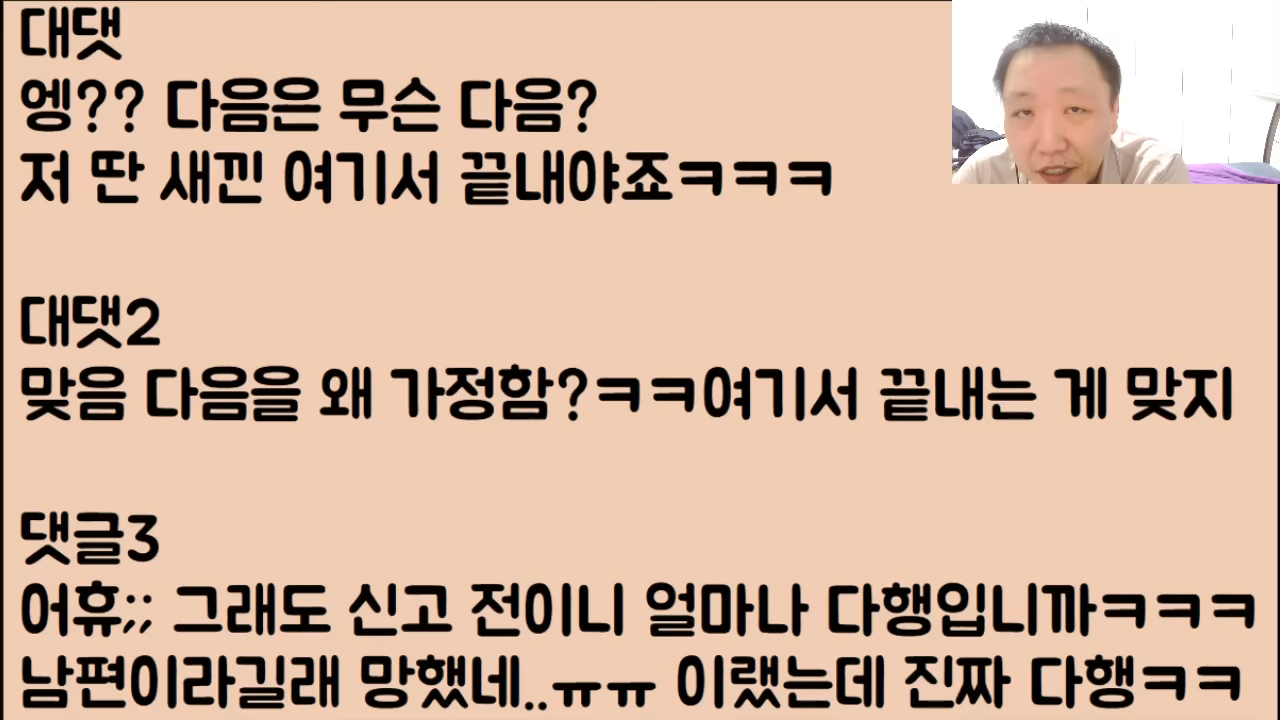 대댓
엥?? 다음은 무슨 다음?
저 딴 새낀 여기서 끝내야죠ㅋㅋㅋ
대댓2
맞음 다음을 왜 가정함?ㅋㅋ여기서 끝내는 게 맞지
댓글3
어휴;; 그래도 신고 전이니 얼마나 다행입니까ㅋㅋㅋ
남편이라길래 망했네..ㅠㅠ 이랬는데 진짜 다행ㅋㅋ